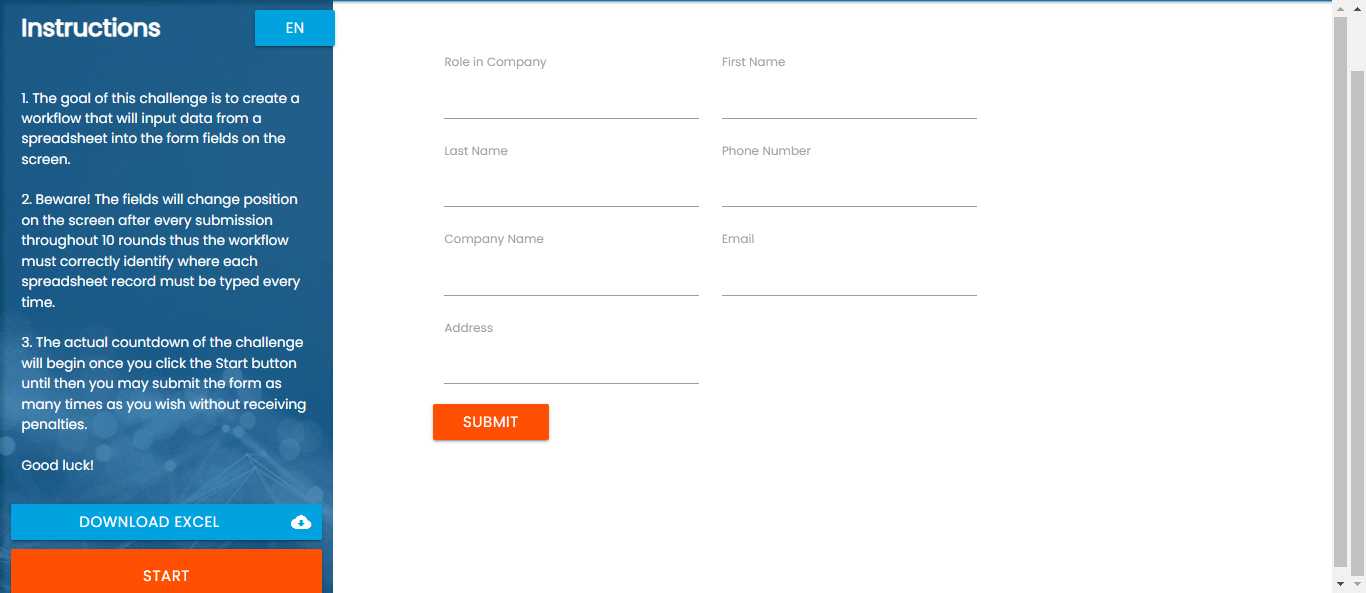 Instructions
EN
1. The goal of this challenge is to create a
workflow that will input data from a
spreadsheet into the form fields on the
screen.
2. Beware! The fields will change position
on the screen after every submission
throughout 10 rounds thus the workflow
must correctly identify where each
spreadsheet record must be typed every
time.
3. The actual countdown of the challenge
will begin once you click the Start button
until then you may submit the form as
many times as you wish without receiving
penalties.
Good luck!
DOWNLOAD EXCEL
START
Role in Company
First Name
Last Name
Phone Number
Company Name
Email
Address
SUBMIT